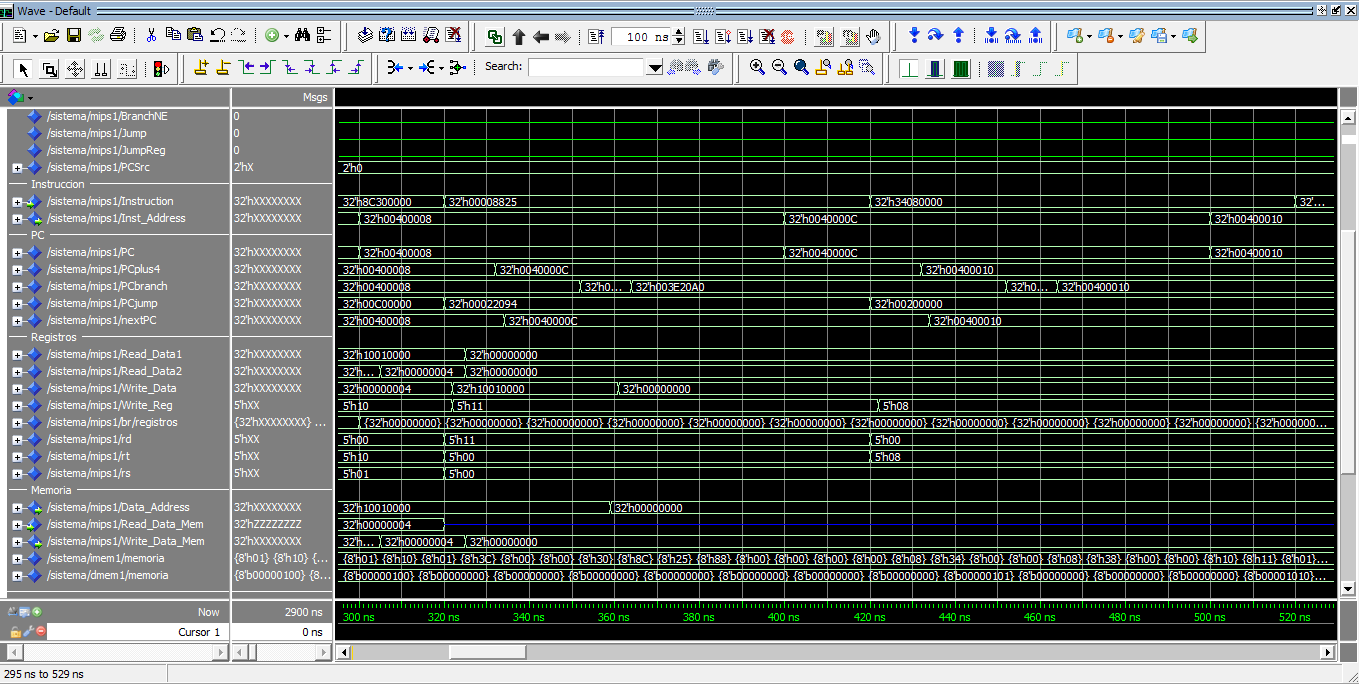 Wave - Default
100 ns
Search:
Msgs
/sistema/mips1/BranchNE 0
/sistema/mips1/Jump 0
/sistema/mips1/JumpReg 0
/sistema/mips1/PCSrc 2'hX 2'h0
Instruccion
/sistema/mips1/Instruction 32'hXXXXXXXX 32'h8C300000 32'h00008825 32'h34080000 32'...
/sistema/mips1/Inst_Address 32'hXXXXXXXX 32'h00400008 32'h0040000C 32'h00400010
PC
/sistema/mips1/PC 32'hXXXXXXXX 32'h00400008 32'h0040000C 32'h00400010
/sistema/mips1/PCplus4 32'hXXXXXXXX 32'h00400008 32'h0040000C 32'h00400010
/sistema/mips1/PCbranch 32'hXXXXXXXX 32'h00400008 32'h0... 32'h003E20A0 32'h0... 32'h00400010
/sistema/mips1/PCjump 32'hXXXXXXXX 32'h00C00000 32'h00022094 32'h00200000
/sistema/mips1/nextPC 32'hXXXXXXXX 32'h00400008 32'h0040000C 32'h00400010
Registros
/sistema/mips1/Read_Data1 32'hXXXXXXXX 32'h10010000 32'h00000000
/sistema/mips1/Read_Data2 32'hXXXXXXXX 32'h... 32'h00000004 32'h00000000
/sistema/mips1/Write_Data 32'hXXXXXXXX 32'h00000004 32'h10010000 32'h00000000
/sistema/mips1/Write_Reg 5'hXX 5'h10 5'h11 5'h08
/sistema/mips1/br/registros {32'hXXXXXXXX} ... {32'h00000000} {32'h00000000} {32'h00000000} {32'h00000000} {32'h00000000} {32'h00000000} {32'h00000000} {32'h00000000} {32'h00000000} {32'h00000000} {32'h00000000} {32'h000000...
/sistema/mips1/rd 5'hXX 5'h00 5'h11 5'h00
/sistema/mips1/rt 5'hXX 5'h10 5'h00 5'h08
/sistema/mips1/rs 5'hXX 5'h01 5'h00
Memoria
/sistema/mips1/Data_Address 32'hXXXXXXXX 32'h10010000 32'h00000000
/sistema/mips1/Read_Data_Mem 32'hZZZZZZZZ 32'h00000004
/sistema/mips1/Write_Data_Mem 32'hXXXXXXXX 32'h... 32'h00000004 32'h00000000
/sistema/imem1/memoria {8'h01} {8'h10} {... {8'h01} {8'h10} {8'h01} {8'h3C} {8'h00} {8'h00} {8'h30} {8'h8C} {8'h25} {8'h88} {8'h00} {8'h00} {8'h00} {8'h00} {8'h08} {8'h34} {8'h00} {8'h00} {8'h08} {8'h38} {8'h00} {8'h00} {8'h10} {8'h11} {8'h01}...
/sistema/dmem1/memoria {8'b00000100} {8... {8'b00000100} {8'b00000000} {8'b00000000} {8'b00000000} {8'b00000101} {8'b00000000} {8'b00000000} {8'b00000000} {8'b00001010}...
Now 2900 ns 300 ns 320 ns 340 ns 360 ns 380 ns 400 ns 420 ns 440 ns 460 ns 480 ns 500 ns 520 ns
Cursor 1 0 ns
295 ns to 529 ns